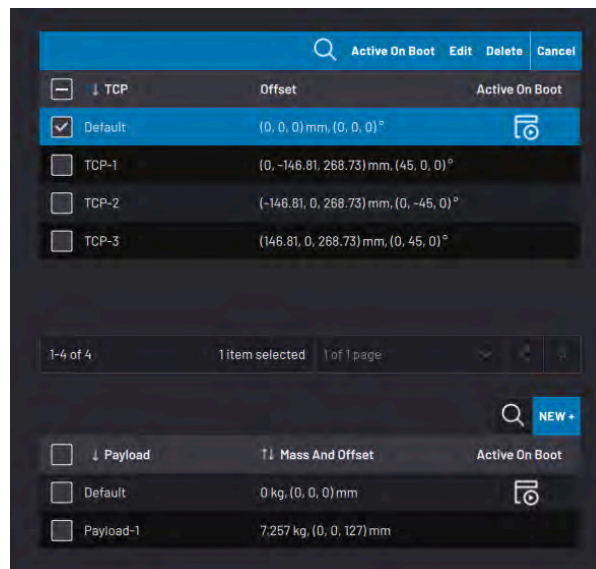 Active On Boot Edit Delete Cancel
↓ TCP Offset Active On Boot
Default (0, 0, 0) mm, (0, 0, 0)°
TCP-1 (0, -146.81, 268.73) mm, (45, 0, 0)°
TCP-2 (-146.81, 0, 268.73) mm, (0, -45, 0)°
TCP-3 (146.81, 0, 268.73) mm, (0, 45, 0)°
1-4 of 4 1 item selected 1 of 1 page
NEW +
↓ Payload ↑↓ Mass And Offset Active On Boot
Default 0 kg, (0, 0, 0) mm
Payload-1 7.257 kg, (0, 0, 127) mm